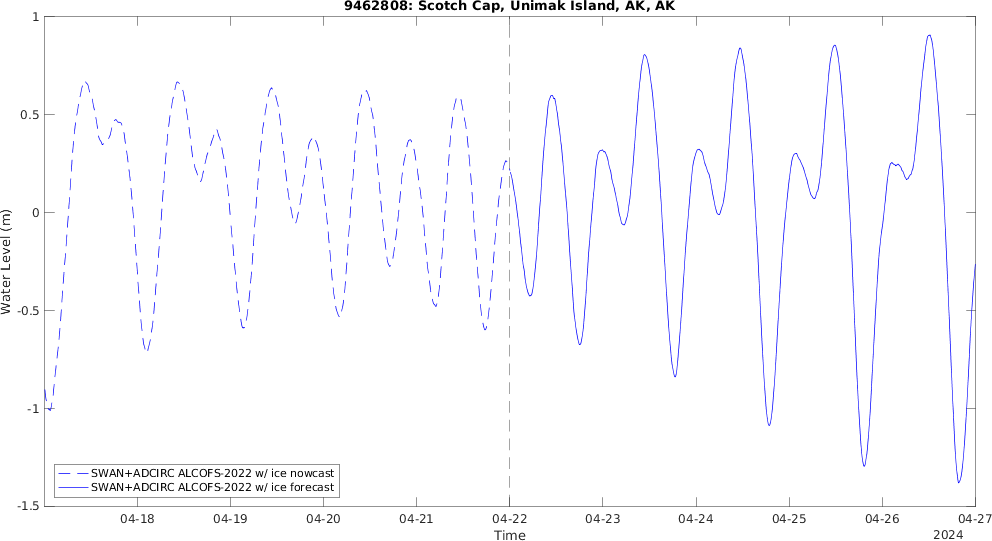 9462808: Scotch Cap, Unimak Island, AK, AK
1
0.5
0
-0.5
-1
-1.5
Water Level (m)
SWAN+ADCIRC ALCOFS-2022 w/ ice nowcast
SWAN+ADCIRC ALCOFS-2022 w/ ice forecast
04-18 04-19 04-20 04-21 04-22 04-23 04-24 04-25 04-26 04-27
Time
2024